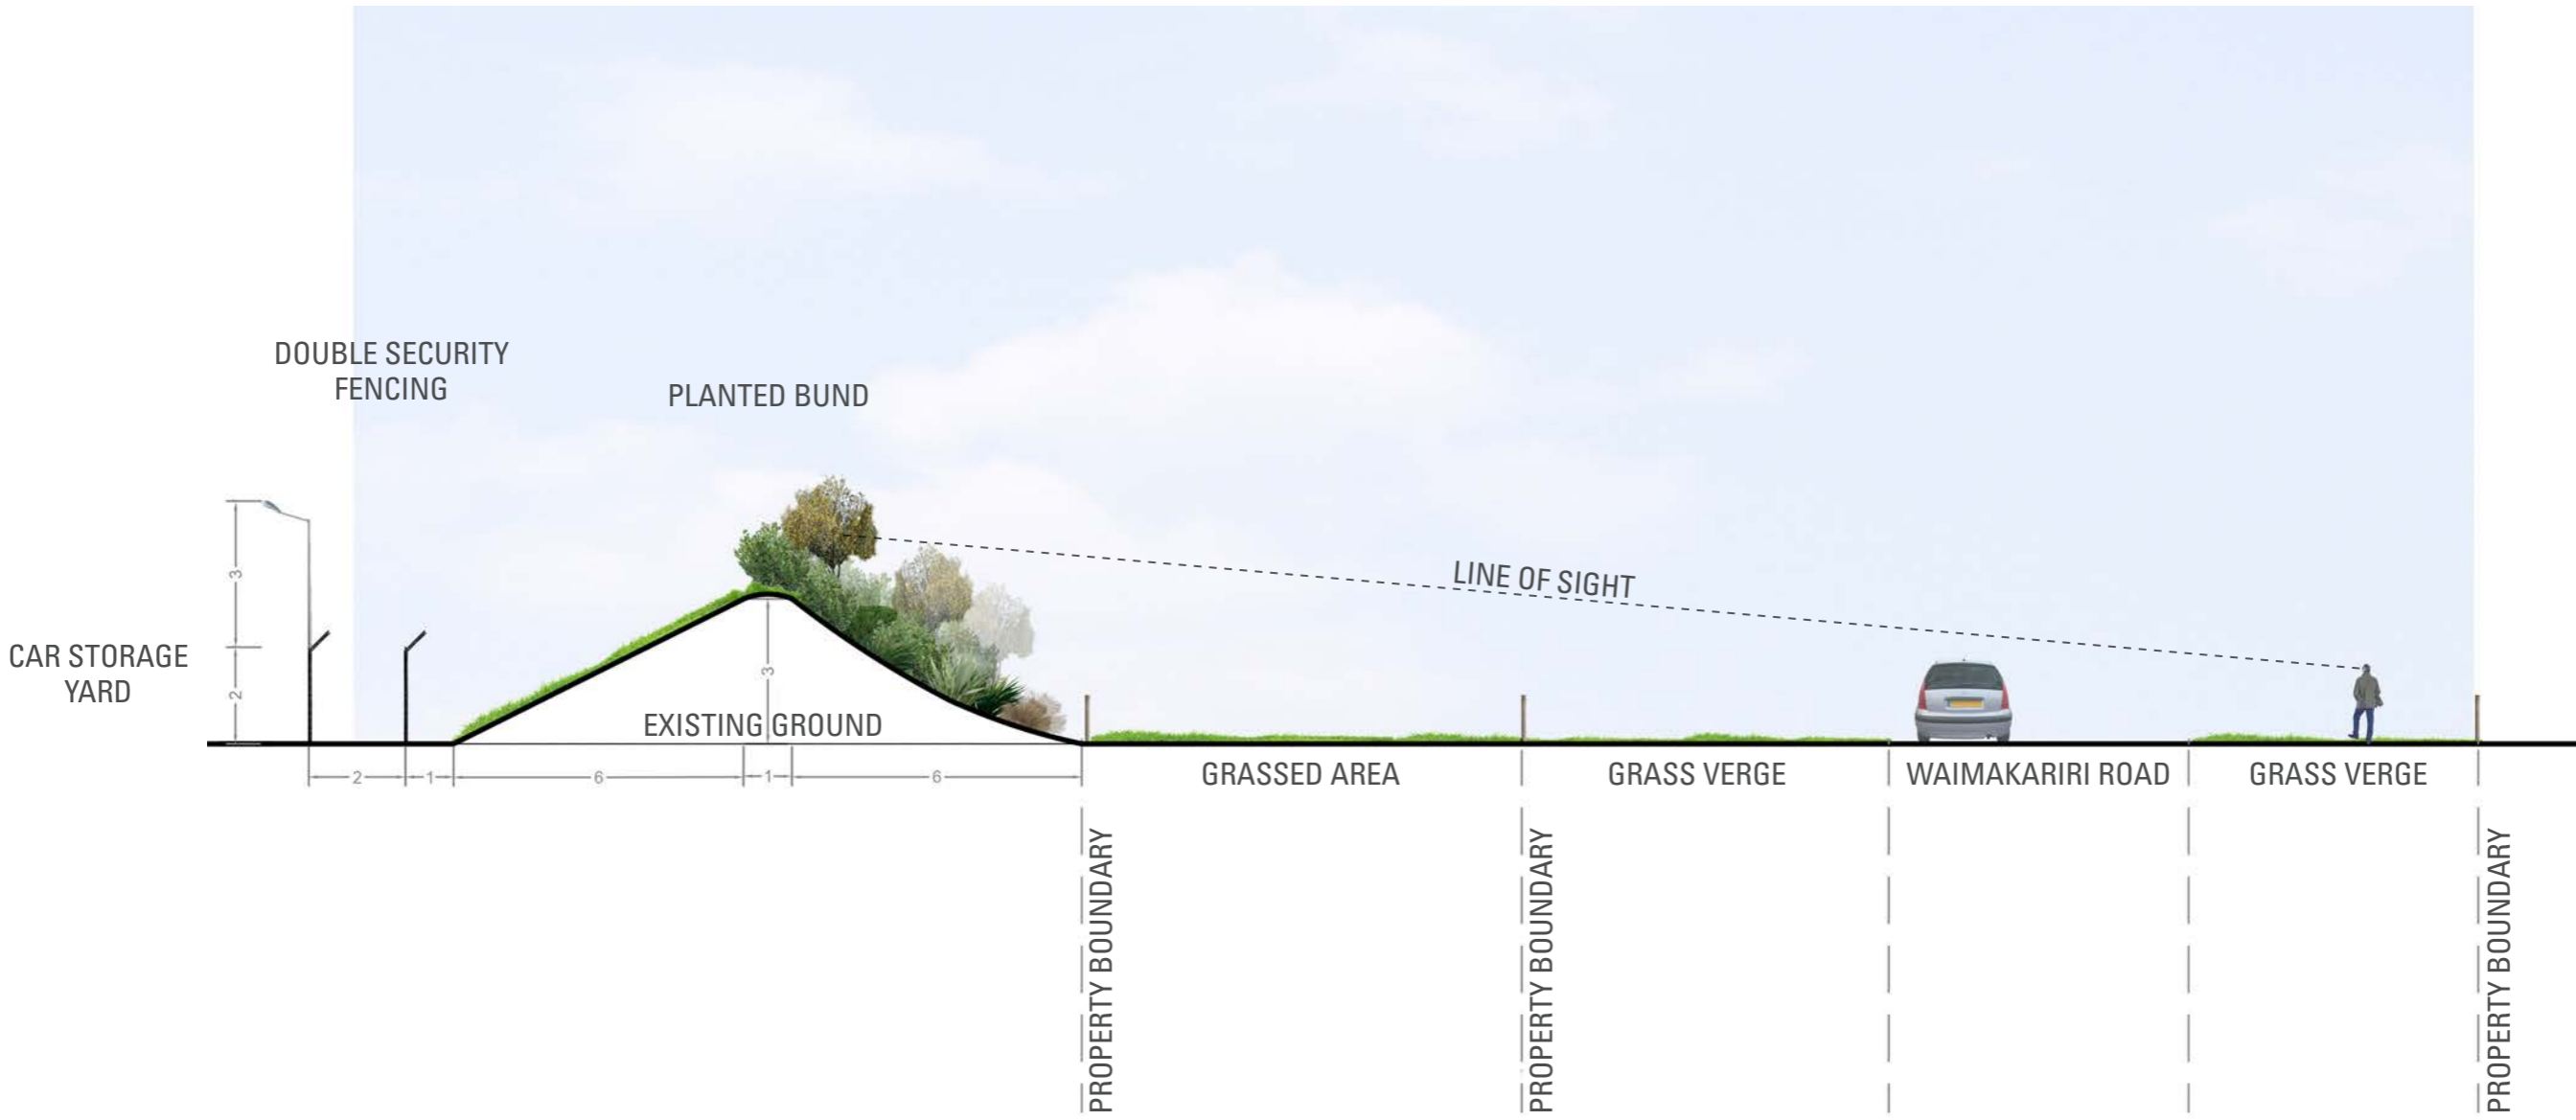 DOUBLE SECURITY
FENCING
PLANTED BUND
LINE OF SIGHT
3
CAR STORAGE
YARD
2
3
EXISTING GROUND
2
1
6
1
6
GRASSED AREA
GRASS VERGE
WAIMAKARIRI ROAD
GRASS VERGE
PROPERTY BOUNDARY
PROPERTY BOUNDARY
PROPERTY BOUNDARY